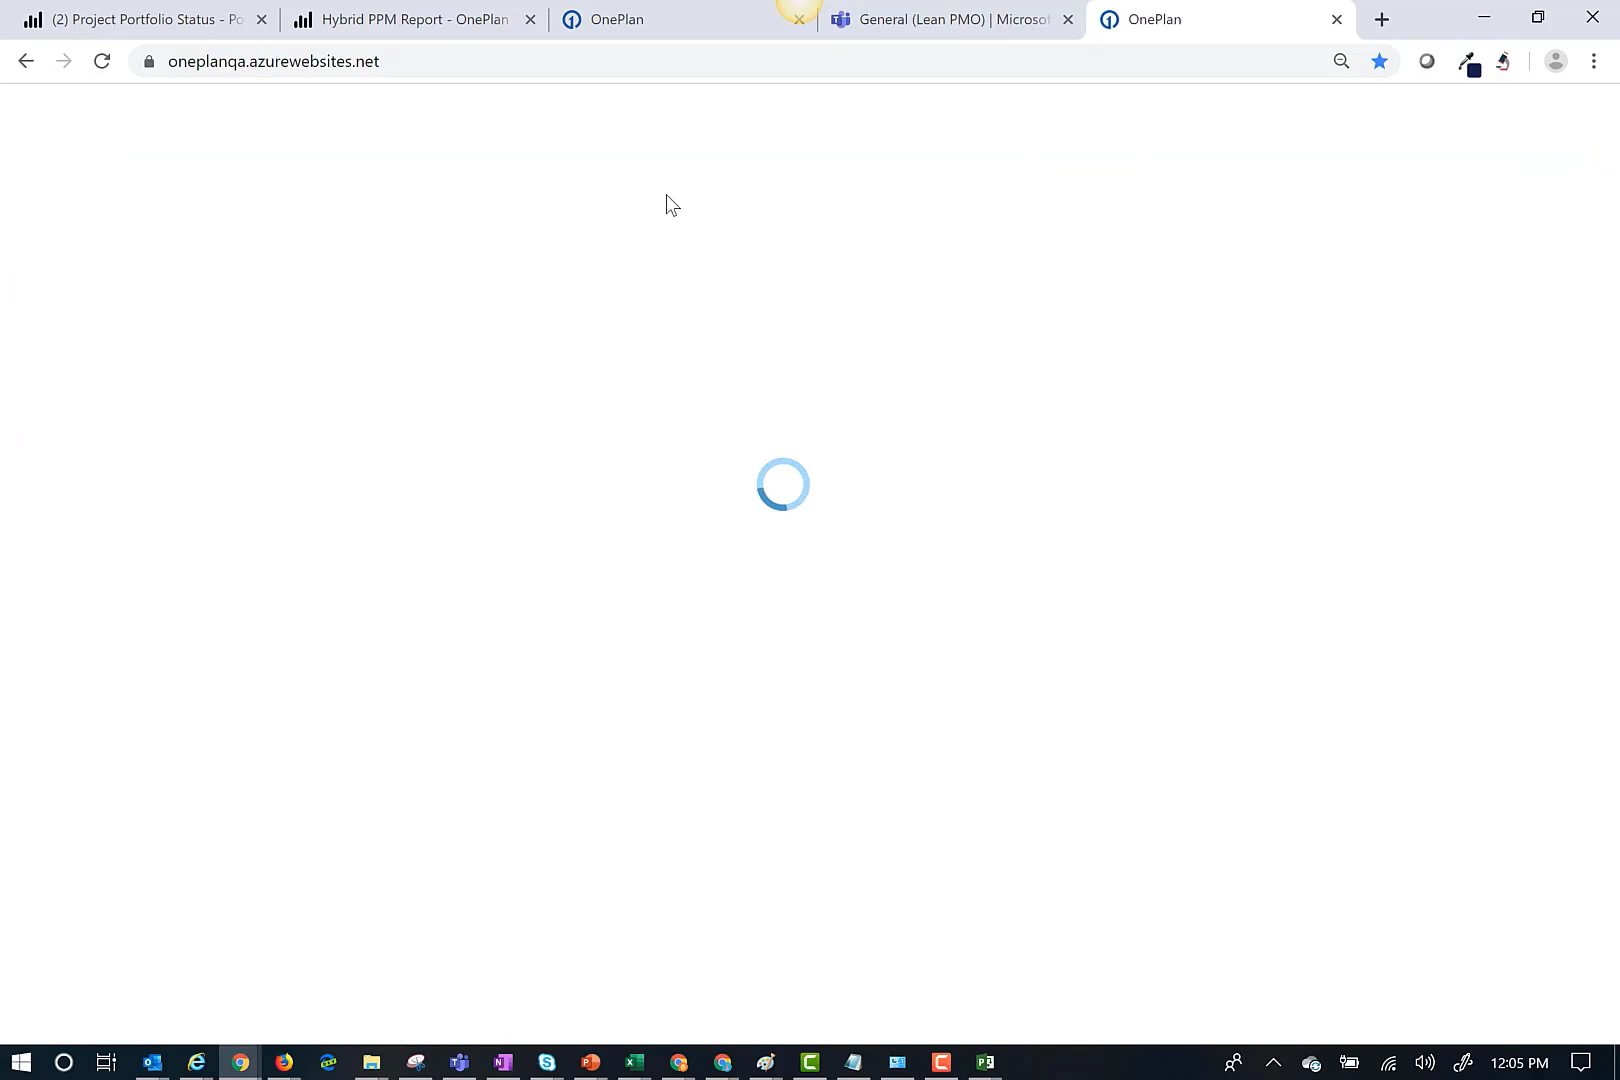 (2) Project Portfolio Status - Po
Hybrid PPM Report - OnePlan
OnePlan
General (Lean PMO) | Microsof
OnePlan
oneplanqa.azurewebsites.net
12:05 PM